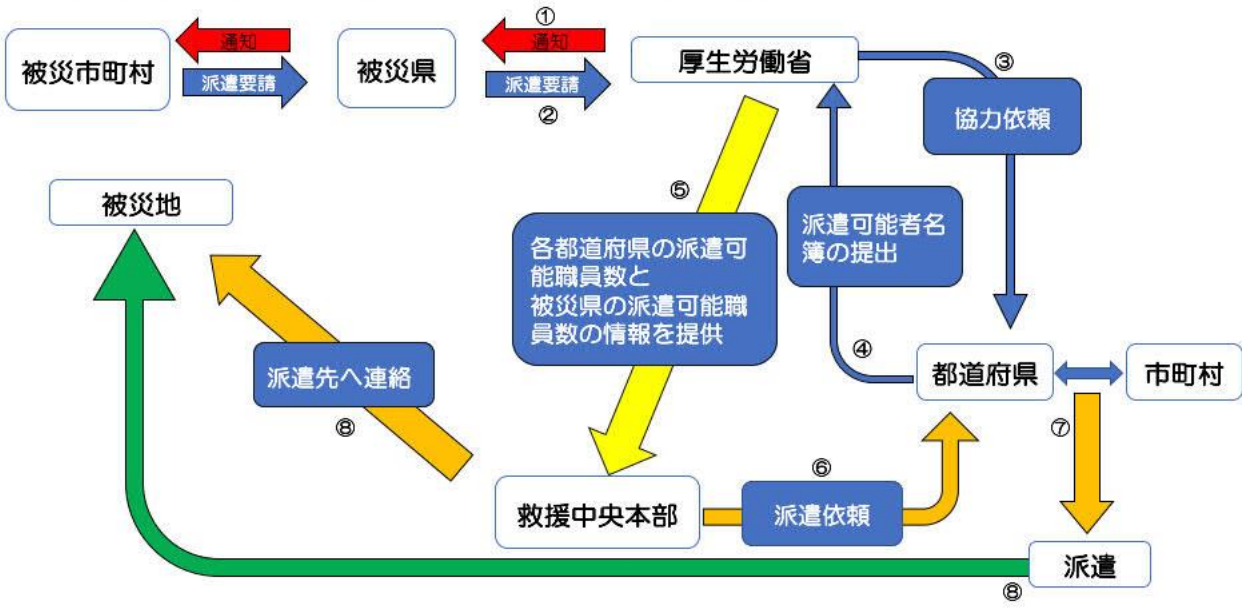 ①
通知
通知
被災市町村
被災県
厚生労働省
派遣要請
派遣要請
②
③
協力依頼
⑤
被災地
各都道府県の派遣可
能職員数と
被災県の派遣可能職
員数の情報を提供
派遣可能者名
簿の提出
④
派遣先へ連絡
⑧
都道府県
市町村
⑦
⑥
救援中央本部
派遣依頼
派遣
⑧